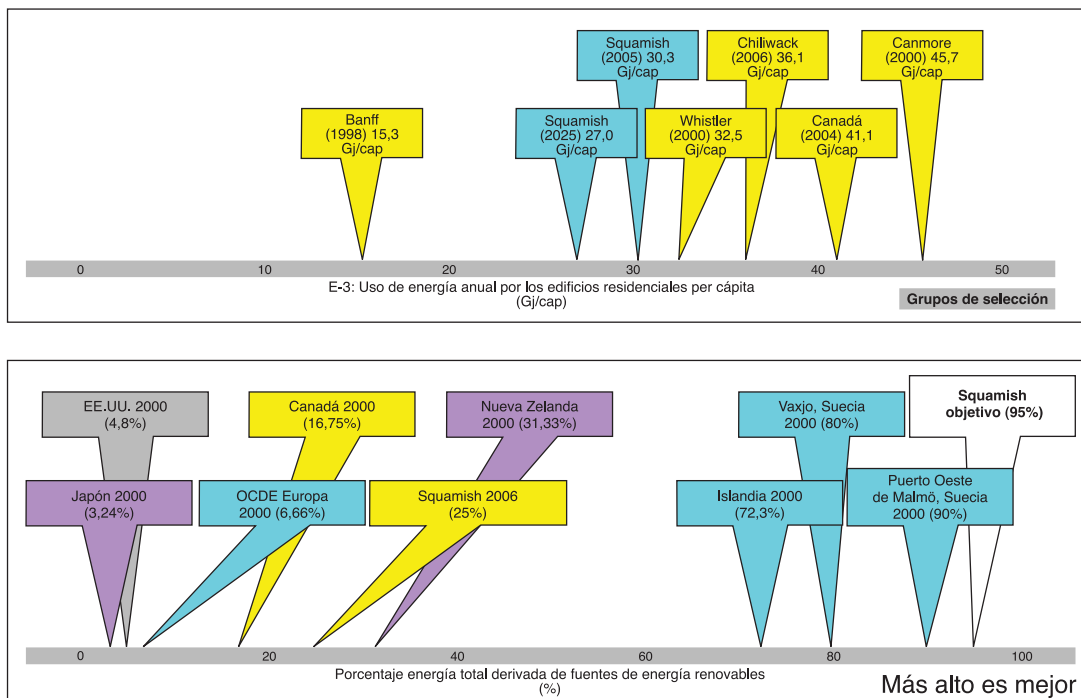 Squamish
(2005) 30,3
Gj/cap
Chiliwack
(2006) 36,1
Gj/cap
Canmore
(2000) 45,7
Gj/cap
Banff
(1998) 15,3
Gj/cap
Squamish
(2025) 27,0
Gj/cap
Whistler
(2000) 32,5
Gj/cap
Canadá
(2004) 41,1
Gj/cap
0 10 20 30 40 50
E-3: Uso de energía anual por los edificios residenciales per cápita
(Gj/cap)
Grupos de selección
EE.UU. 2000
(4,8%)
Canadá 2000
(16,75%)
Nueva Zelanda
2000 (31,33%)
Vaxjo, Suecia
2000 (80%)
Squamish
objetivo (95%)
Japón 2000
(3,24%)
OCDE Europa
2000 (6,66%)
Squamish 2006
(25%)
Islandia 2000
(72,3%)
Puerto Oeste
de Malmö, Suecia
2000 (90%)
0 20 40 60 80 100
Porcentaje energía total derivada de fuentes de energía renovables
(%)
Más alto es mejor